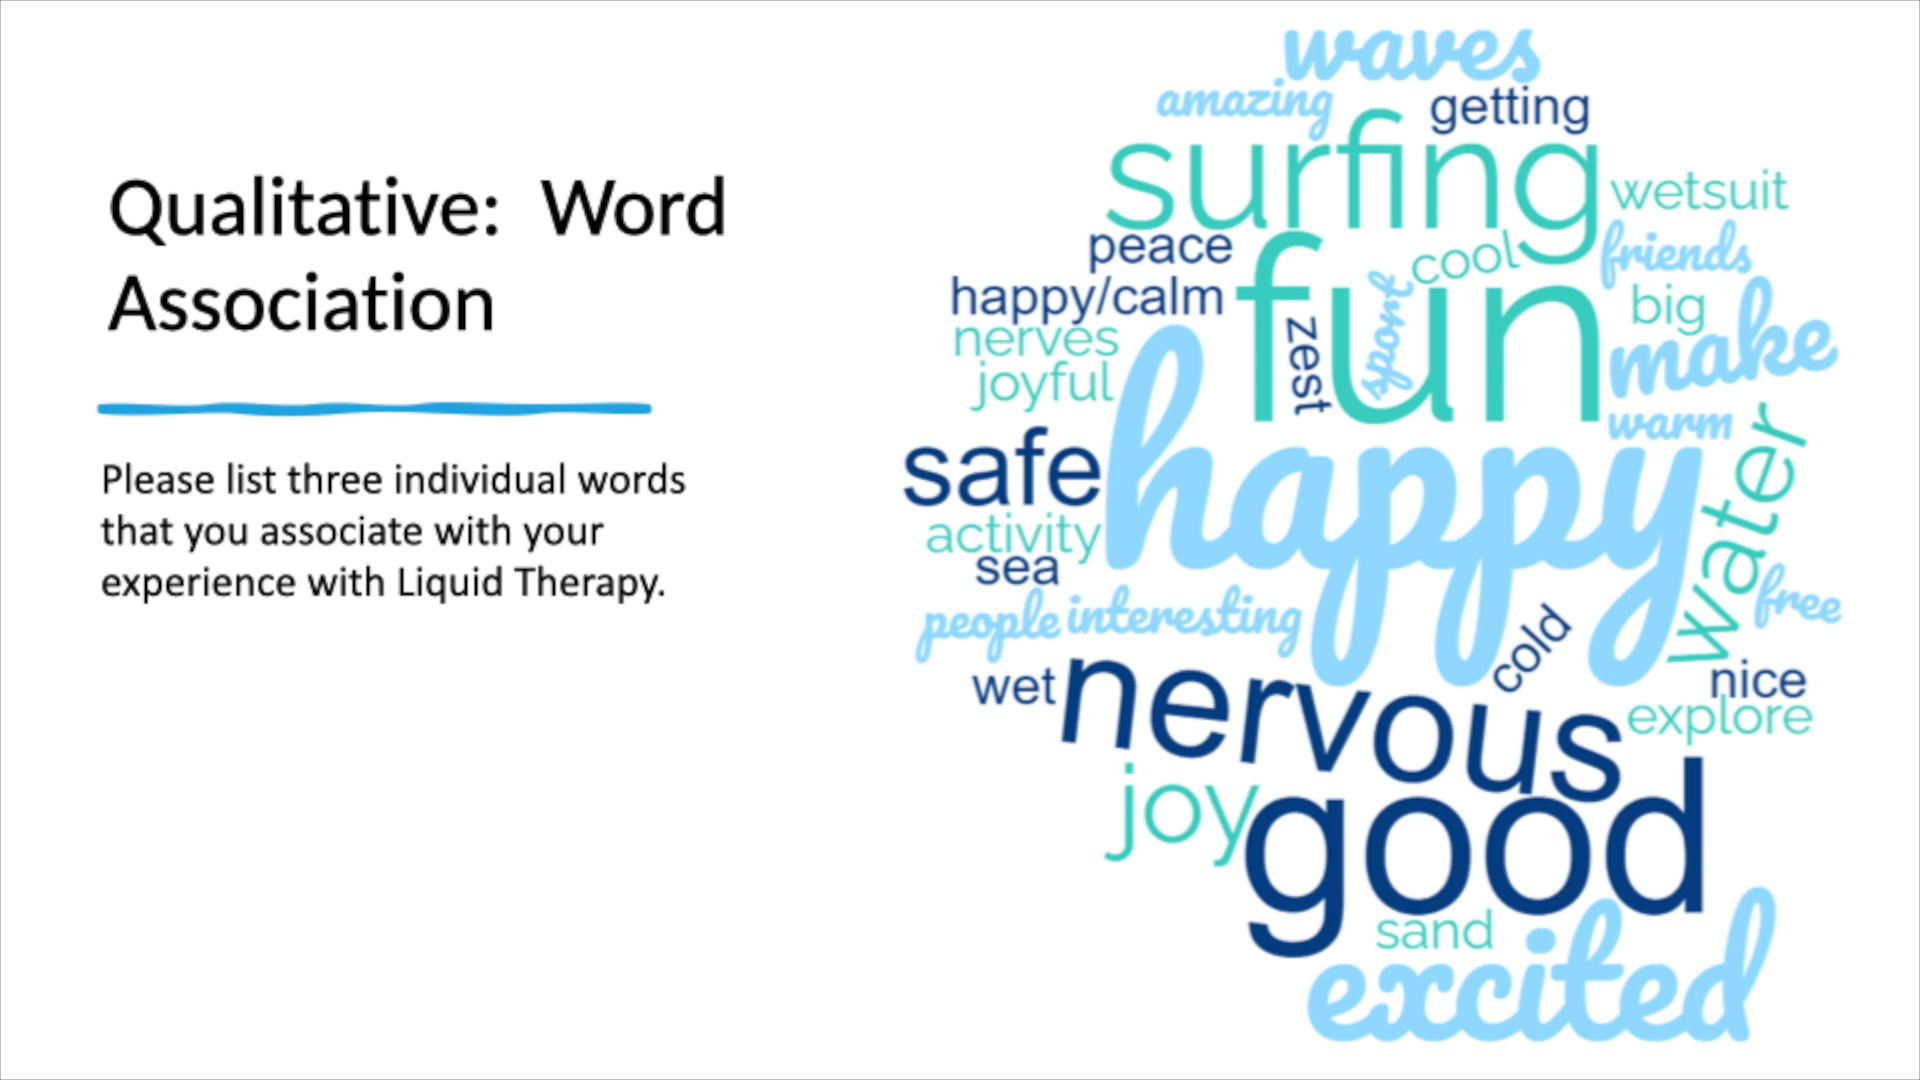 Qualitative:  Word
Association
Please list three individual words
that you associate with your
experience with Liquid Therapy.
waves
amazing
getting
surfing
wetsuit
peace
cool
friends
happy/calm
fun
sport
zest
big
nerves
make
joyful
warm
safe
happy
water
activity
sea
free
people
interesting
cold
wet
nervous
nice
explore
joy
good
sand
excited